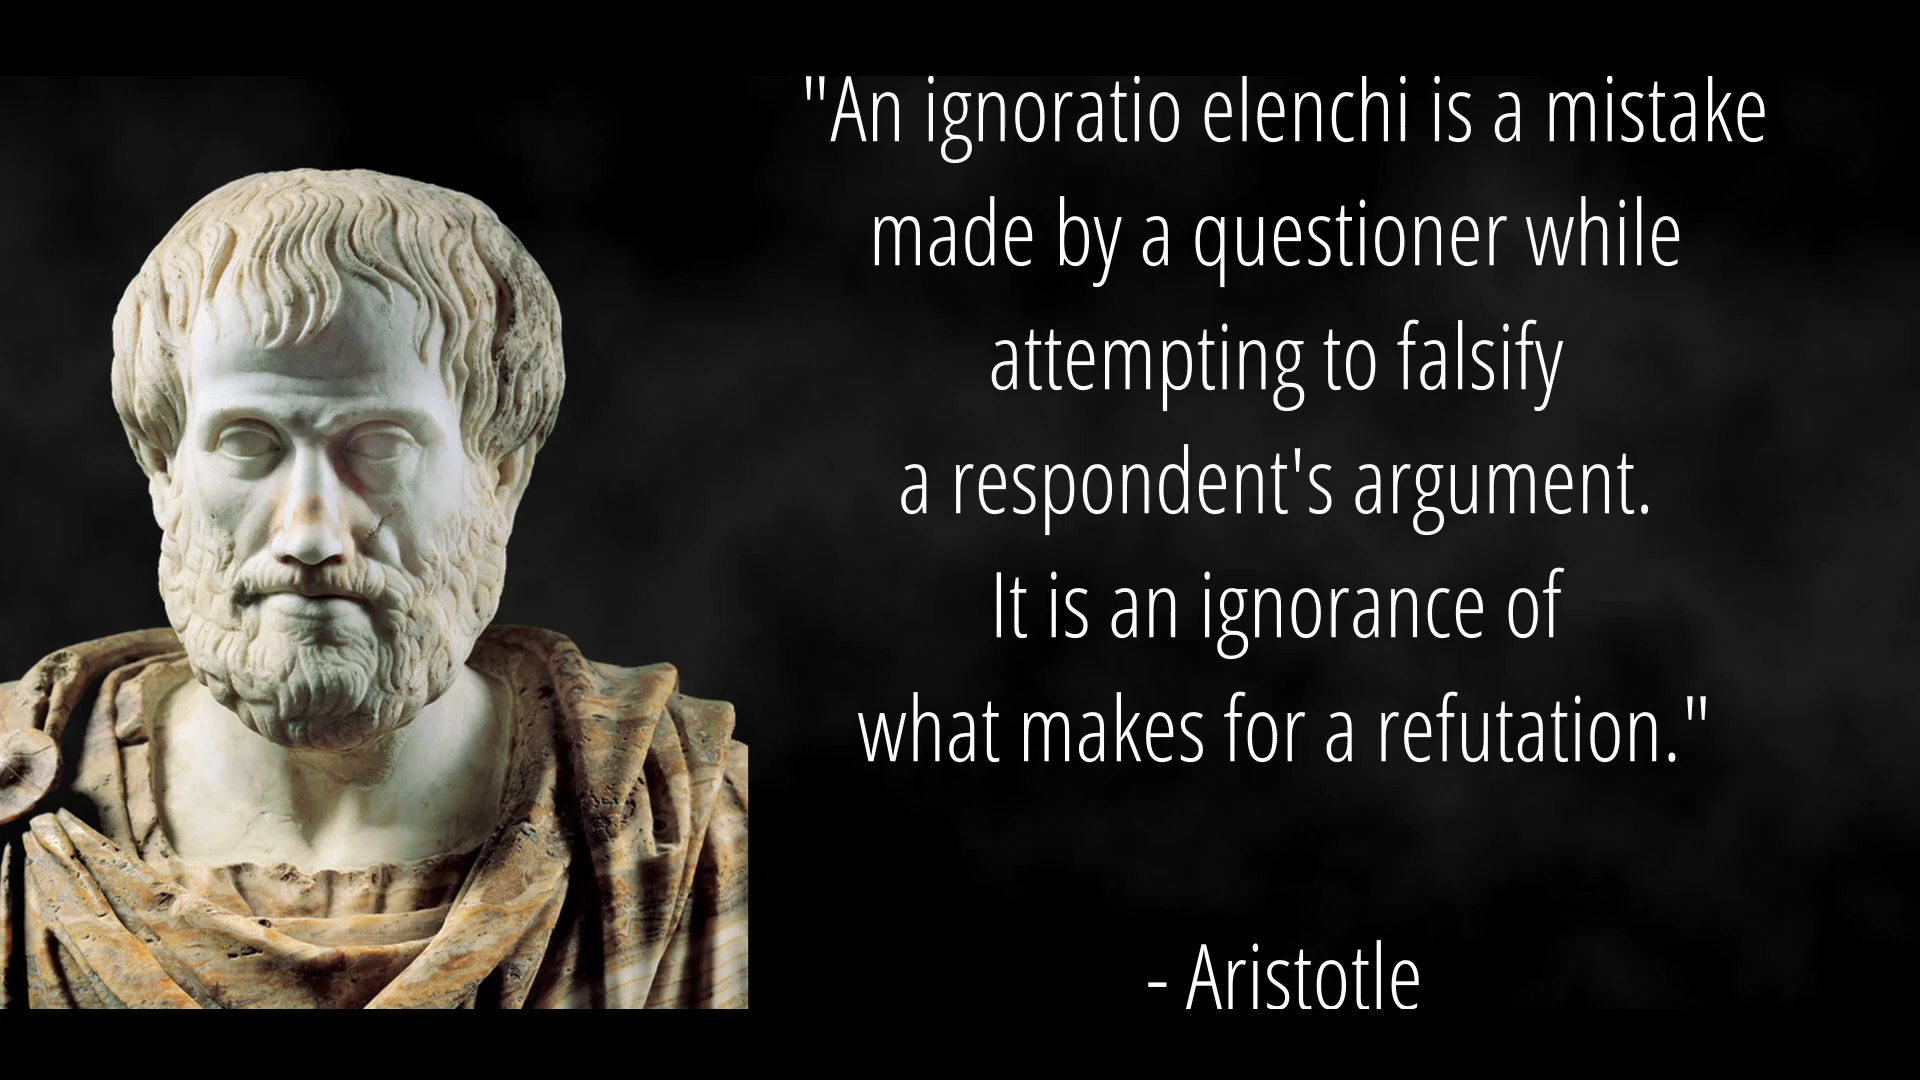 "An ignoratio elenchi is a mistake
made by a questioner while
attempting to falsify
a respondent's argument.
It is an ignorance of
what makes for a refutation."
- Aristotle